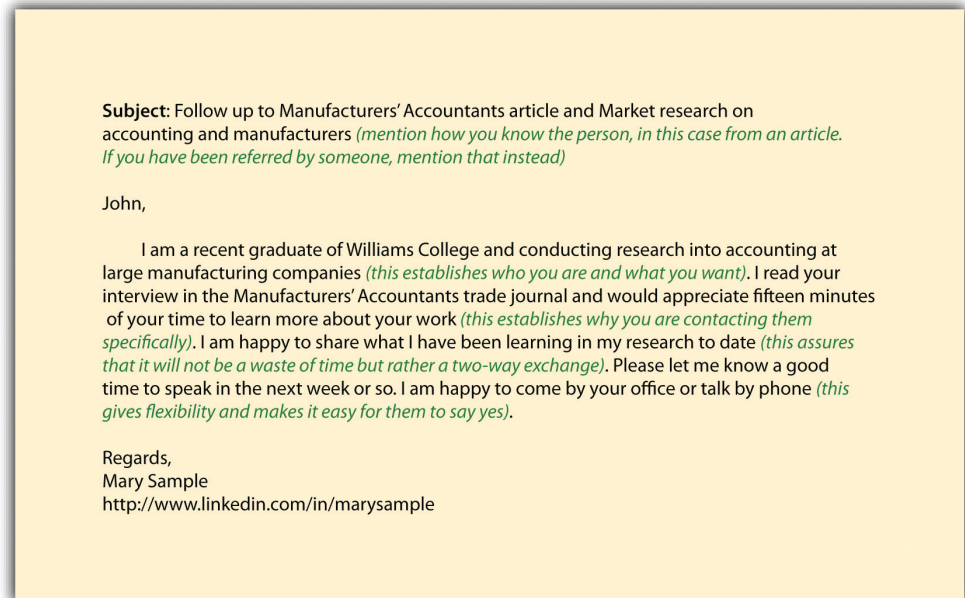 Subject: Follow up to Manufacturers’ Accountants article and Market research on
accounting and manufacturers (mention how you know the person, in this case from an article.
If you have been referred by someone, mention that instead)
John,
I am a recent graduate of Williams College and conducting research into accounting at
large manufacturing companies (this establishes who you are and what you want). I read your
interview in the Manufacturers’ Accountants trade journal and would appreciate fifteen minutes
of your time to learn more about your work (this establishes why you are contacting them
specifically). I am happy to share what I have been learning in my research to date (this assures
that it will not be a waste of time but rather a two-way exchange). Please let me know a good
time to speak in the next week or so. I am happy to come by your office or talk by phone (this
gives flexibility and makes it easy for them to say yes).
Regards,
Mary Sample
http://www.linkedin.com/in/marysample